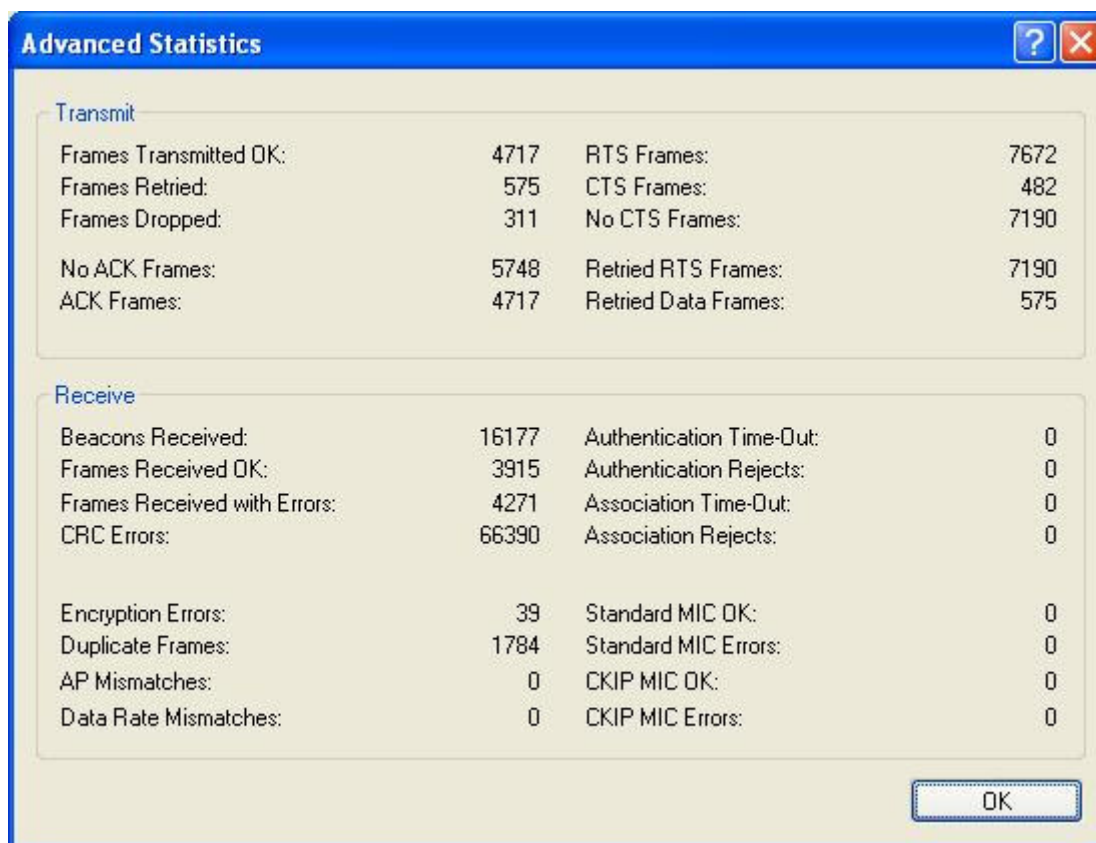 Advanced Statistics
Transmit
Frames Transmitted OK: 4717 RTS Frames: 7672
Frames Retried: 575 CTS Frames: 482
Frames Dropped: 311 No CTS Frames: 7190
No ACK Frames: 5748 Retried RTS Frames: 7190
ACK Frames: 4717 Retried Data Frames: 575
Receive
Beacons Received: 16177 Authentication Time-Out: 0
Frames Received OK: 3915 Authentication Rejects: 0
Frames Received with Errors: 4271 Association Time-Out: 0
CRC Errors: 66390 Association Rejects: 0
Encryption Errors: 39 Standard MIC OK: 0
Duplicate Frames: 1784 Standard MIC Errors: 0
AP Mismatches: 0 CKIP MIC OK: 0
Data Rate Mismatches: 0 CKIP MIC Errors: 0
OK